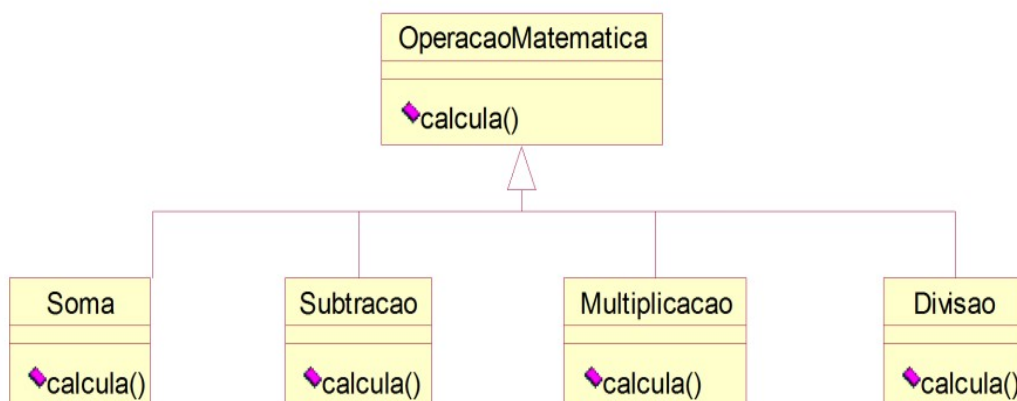 OperacaoMatematica
calcula()
Soma
Subtracao
Multiplicacao
Divisao
calcula()
calcula()
calcula()
calcula()